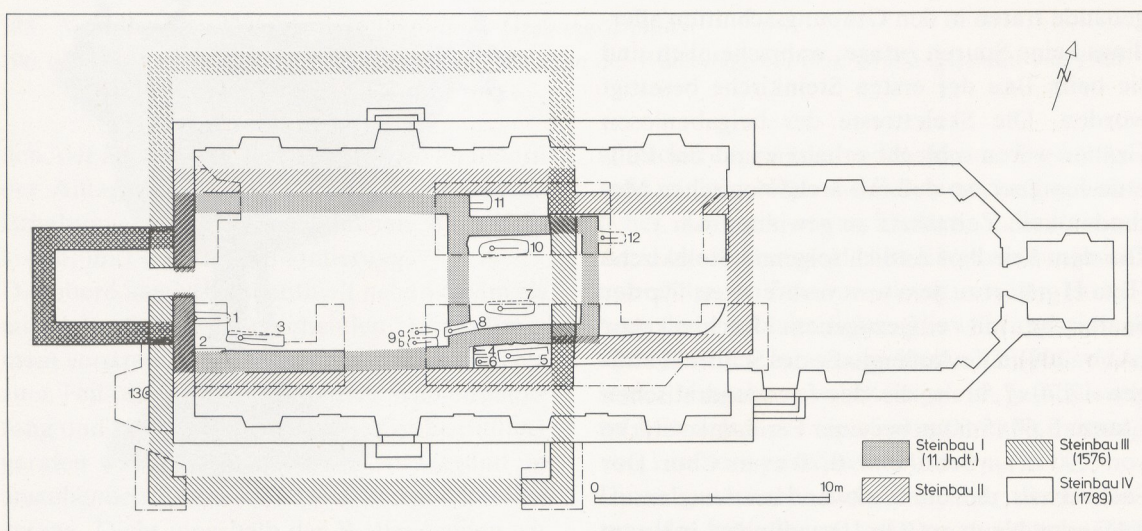 N
11
10
12
7
1
3
8
9
2
4
6
5
13
Steinbau I
(11. Jhdt.)
Steinbau II
Steinbau III
(1576)
Steinbau IV
(1789)
0
10m